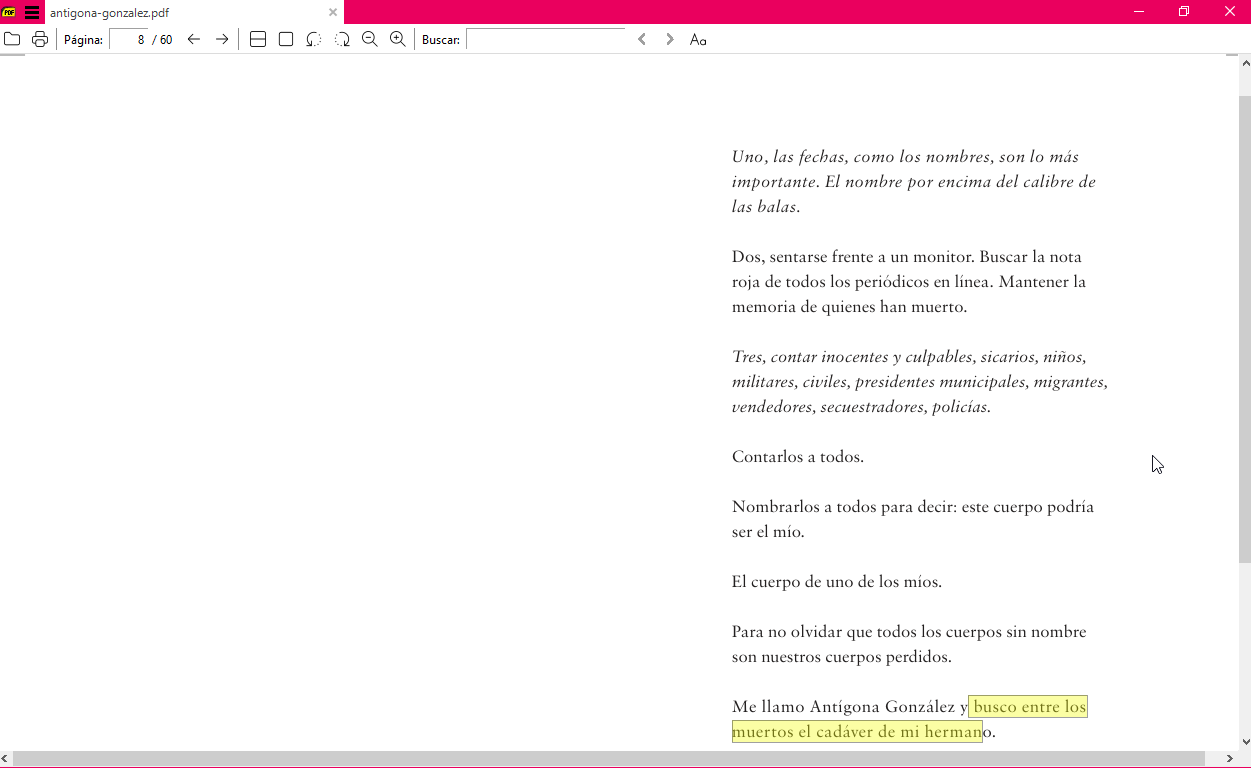 PDF
antigona-gonzalez.pdf
Página: 8 / 60
Buscar:
Aa
Uno, las fechas, como los nombres, son lo más
importante. El nombre por encima del calibre de
las balas.
Dos, sentarse frente a un monitor. Buscar la nota
roja de todos los periódicos en línea. Mantener la
memoria de quienes han muerto.
Tres, contar inocentes y culpables, sicarios, niños,
militares, civiles, presidentes municipales, migrantes,
vendedores, secuestradores, policías.
Contarlos a todos.
Nombrarlos a todos para decir: este cuerpo podría
ser el mío.
El cuerpo de uno de los míos.
Para no olvidar que todos los cuerpos sin nombre
son nuestros cuerpos perdidos.
Me llamo Antígona González y busco entre los
muertos el cadáver de mi hermano.